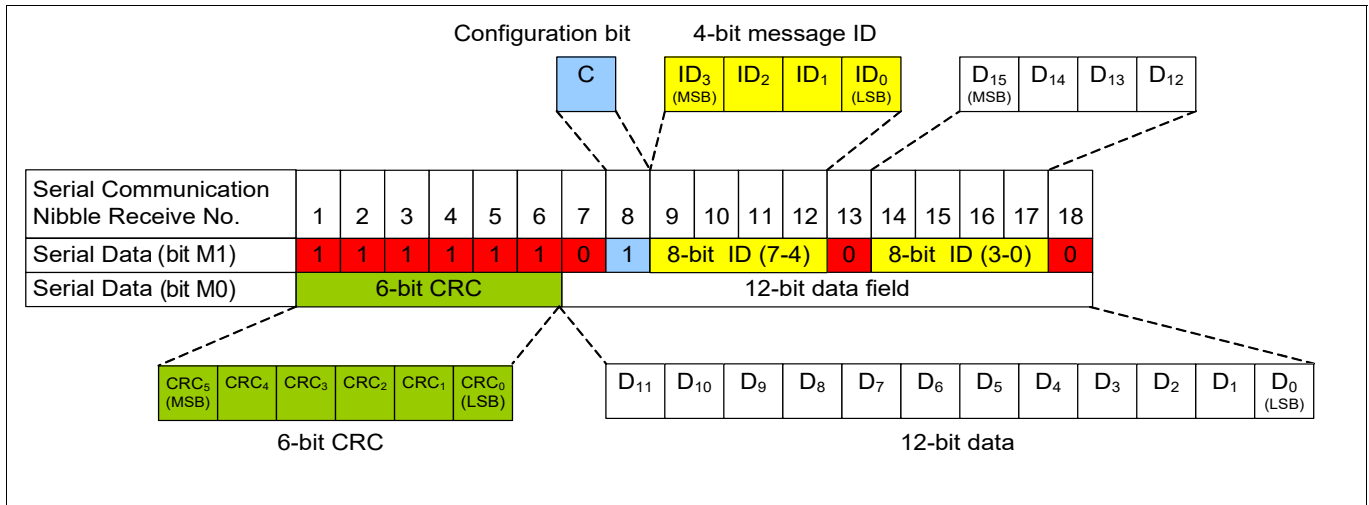 Configuration bit 4-bit message ID
C ID₃ ID₂ ID₁ ID₀ D₁₅ D₁₄ D₁₃ D₁₂
(MSB) (LSB) (MSB)
Serial Communication
Nibble Receive No. 1 2 3 4 5 6 7 8 9 10 11 12 13 14 15 16 17 18
Serial Data (bit M1) 1 1 1 1 1 1 0 1 8-bit ID (7-4) 0 8-bit ID (3-0) 0
Serial Data (bit M0) 6-bit CRC 12-bit data field
CRC₅ CRC₄ CRC₃ CRC₂ CRC₁ CRC₀ D₁₁ D₁₀ D₉ D₈ D₇ D₆ D₅ D₄ D₃ D₂ D₁ D₀
(MSB) (LSB) (LSB)
6-bit CRC 12-bit data